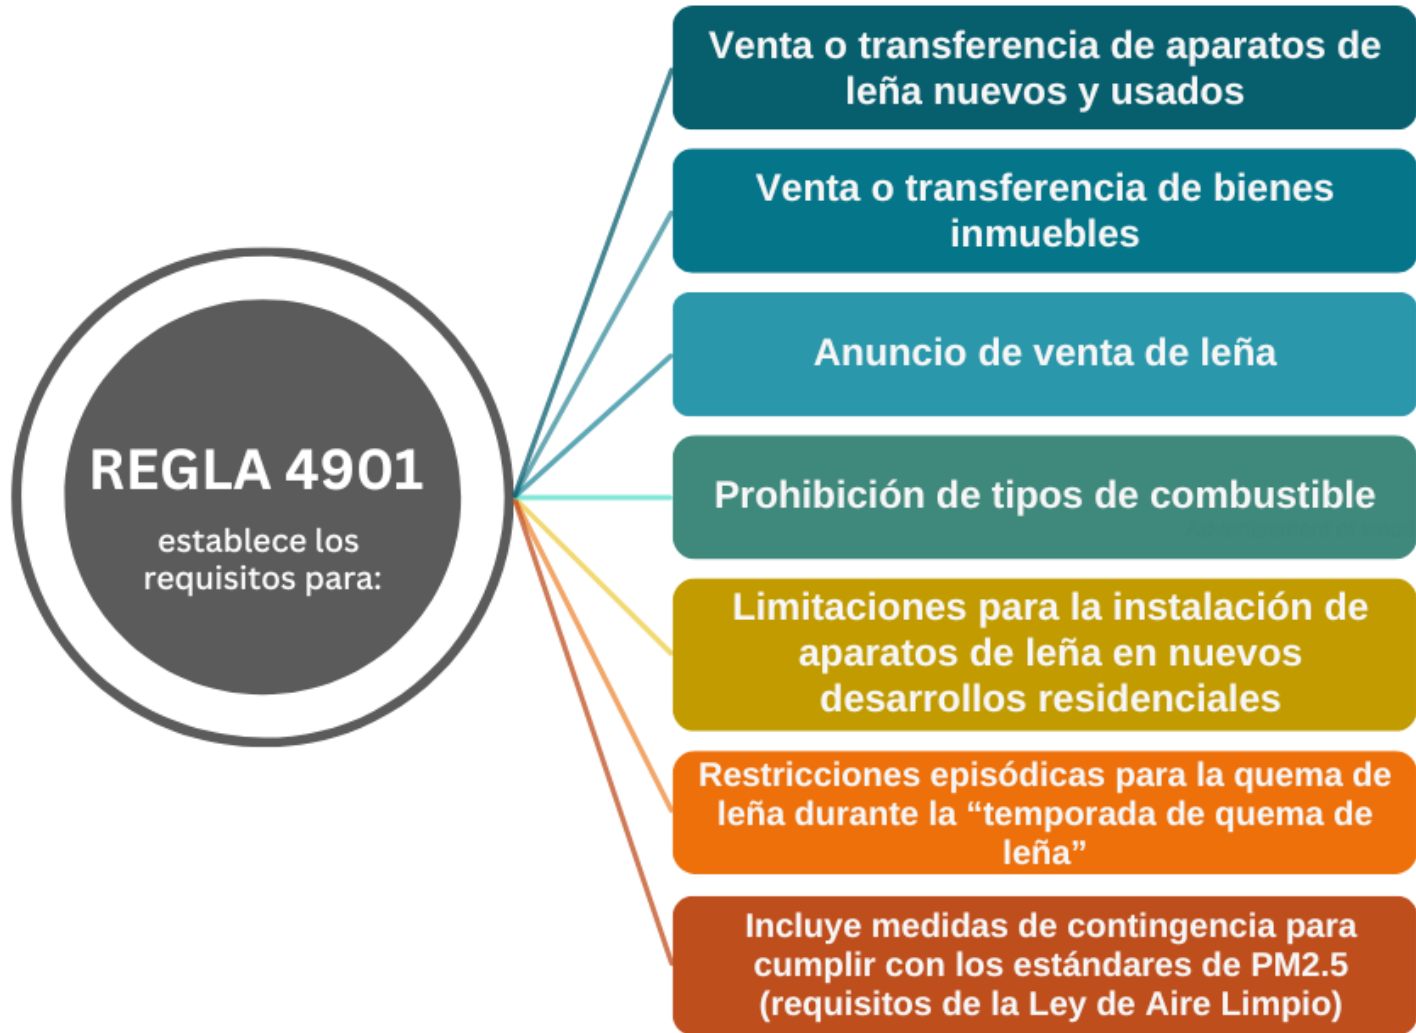 REGLA 4901
establece los
requisitos para:
Venta o transferencia de aparatos de
leña nuevos y usados
Venta o transferencia de bienes
inmuebles
Anuncio de venta de leña
Prohibición de tipos de combustible
Limitaciones para la instalación de
aparatos de leña en nuevos
desarrollos residenciales
Restricciones episódicas para la quema de
leña durante la “temporada de quema de
leña”
Incluye medidas de contingencia para
cumplir con los estándares de PM2.5
(requisitos de la Ley de Aire Limpio)